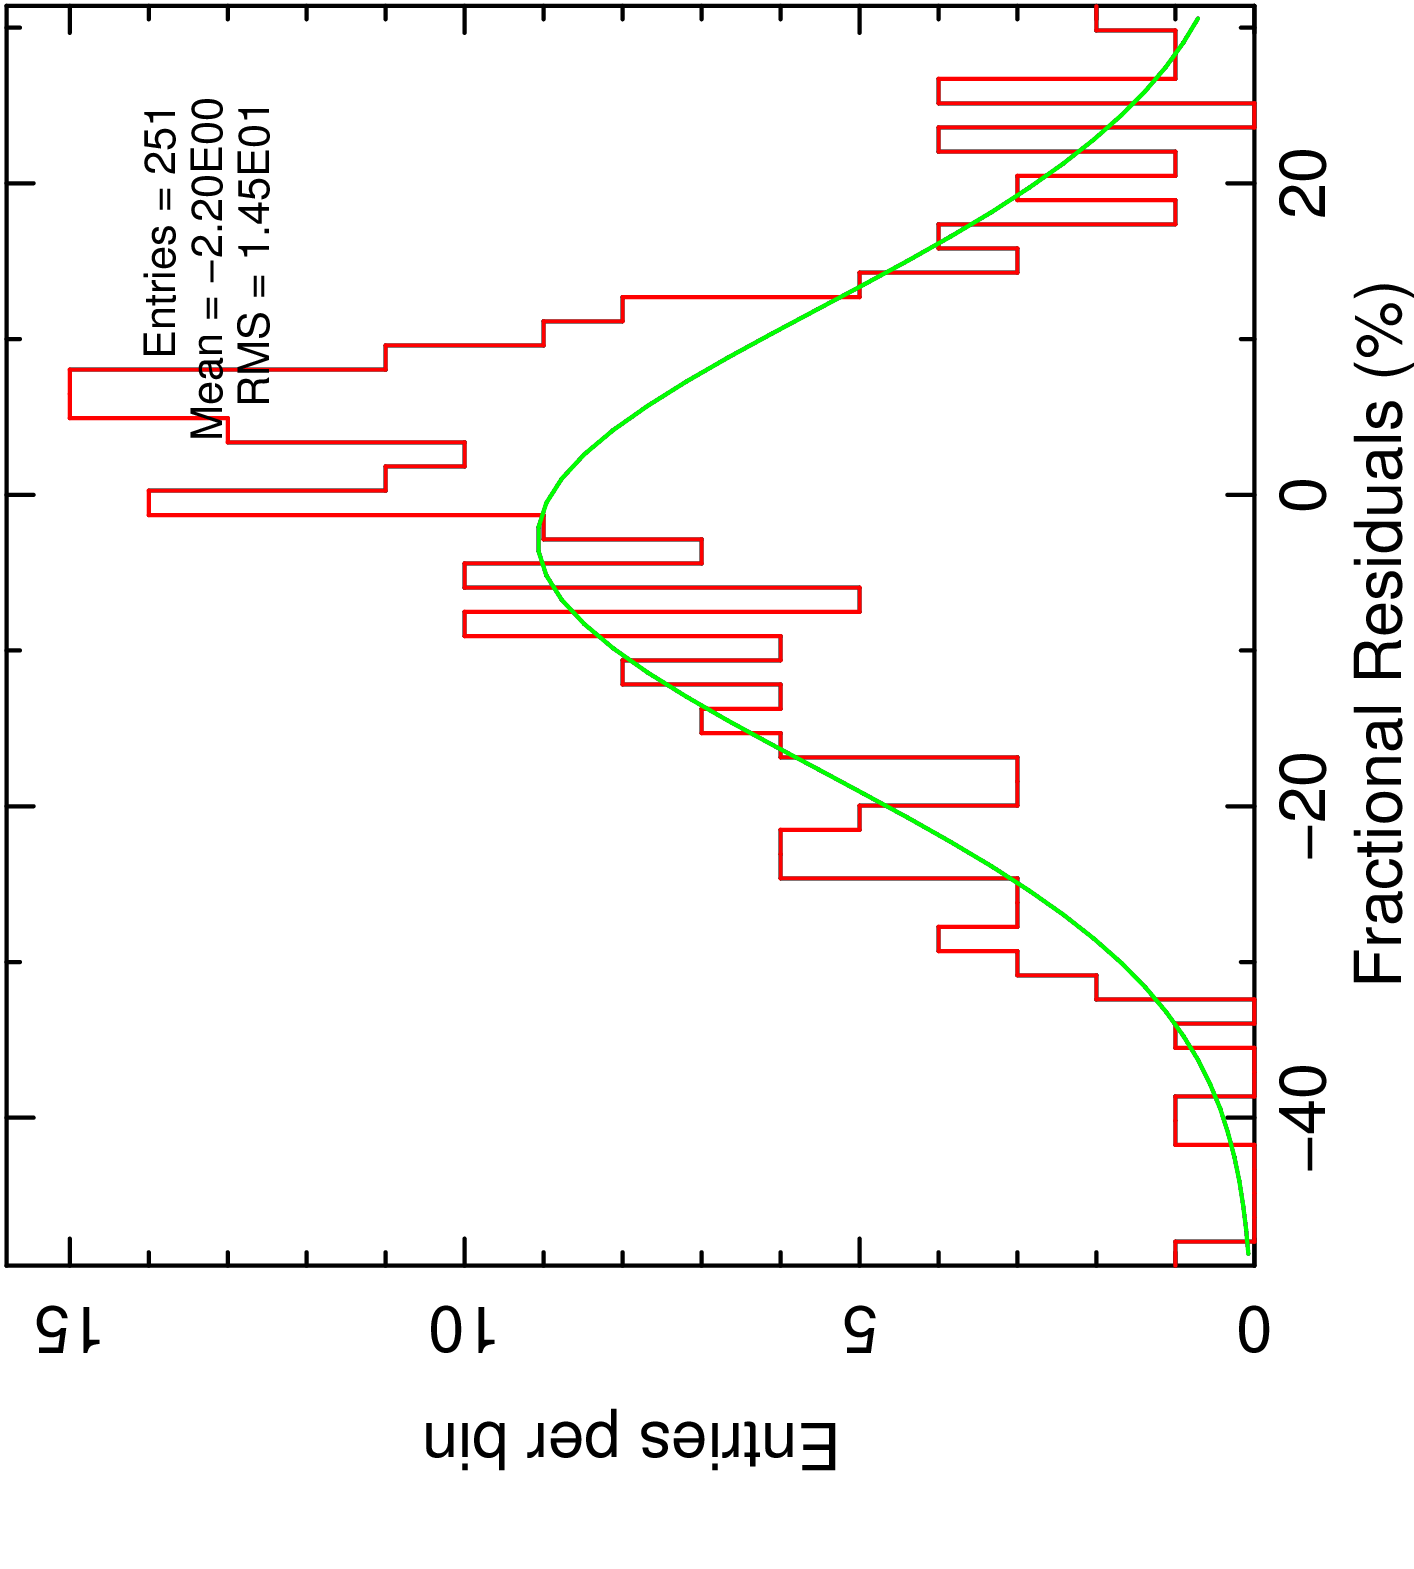 Entries = 251
Mean = −2.20E00
RMS = 1.45E01
15
10
5
0
Entries per bin
−40
−20
0
20
Fractional Residuals (%)